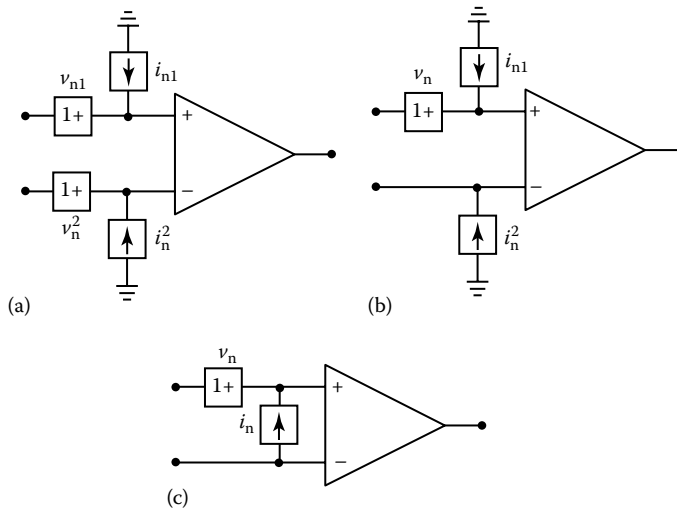 v_n1
i_n1
1+
+
1+
−
v_n^2
i_n^2
(a)
v_n
i_n1
1+
+
−
i_n^2
(b)
v_n
1+
+
i_n
−
(c)